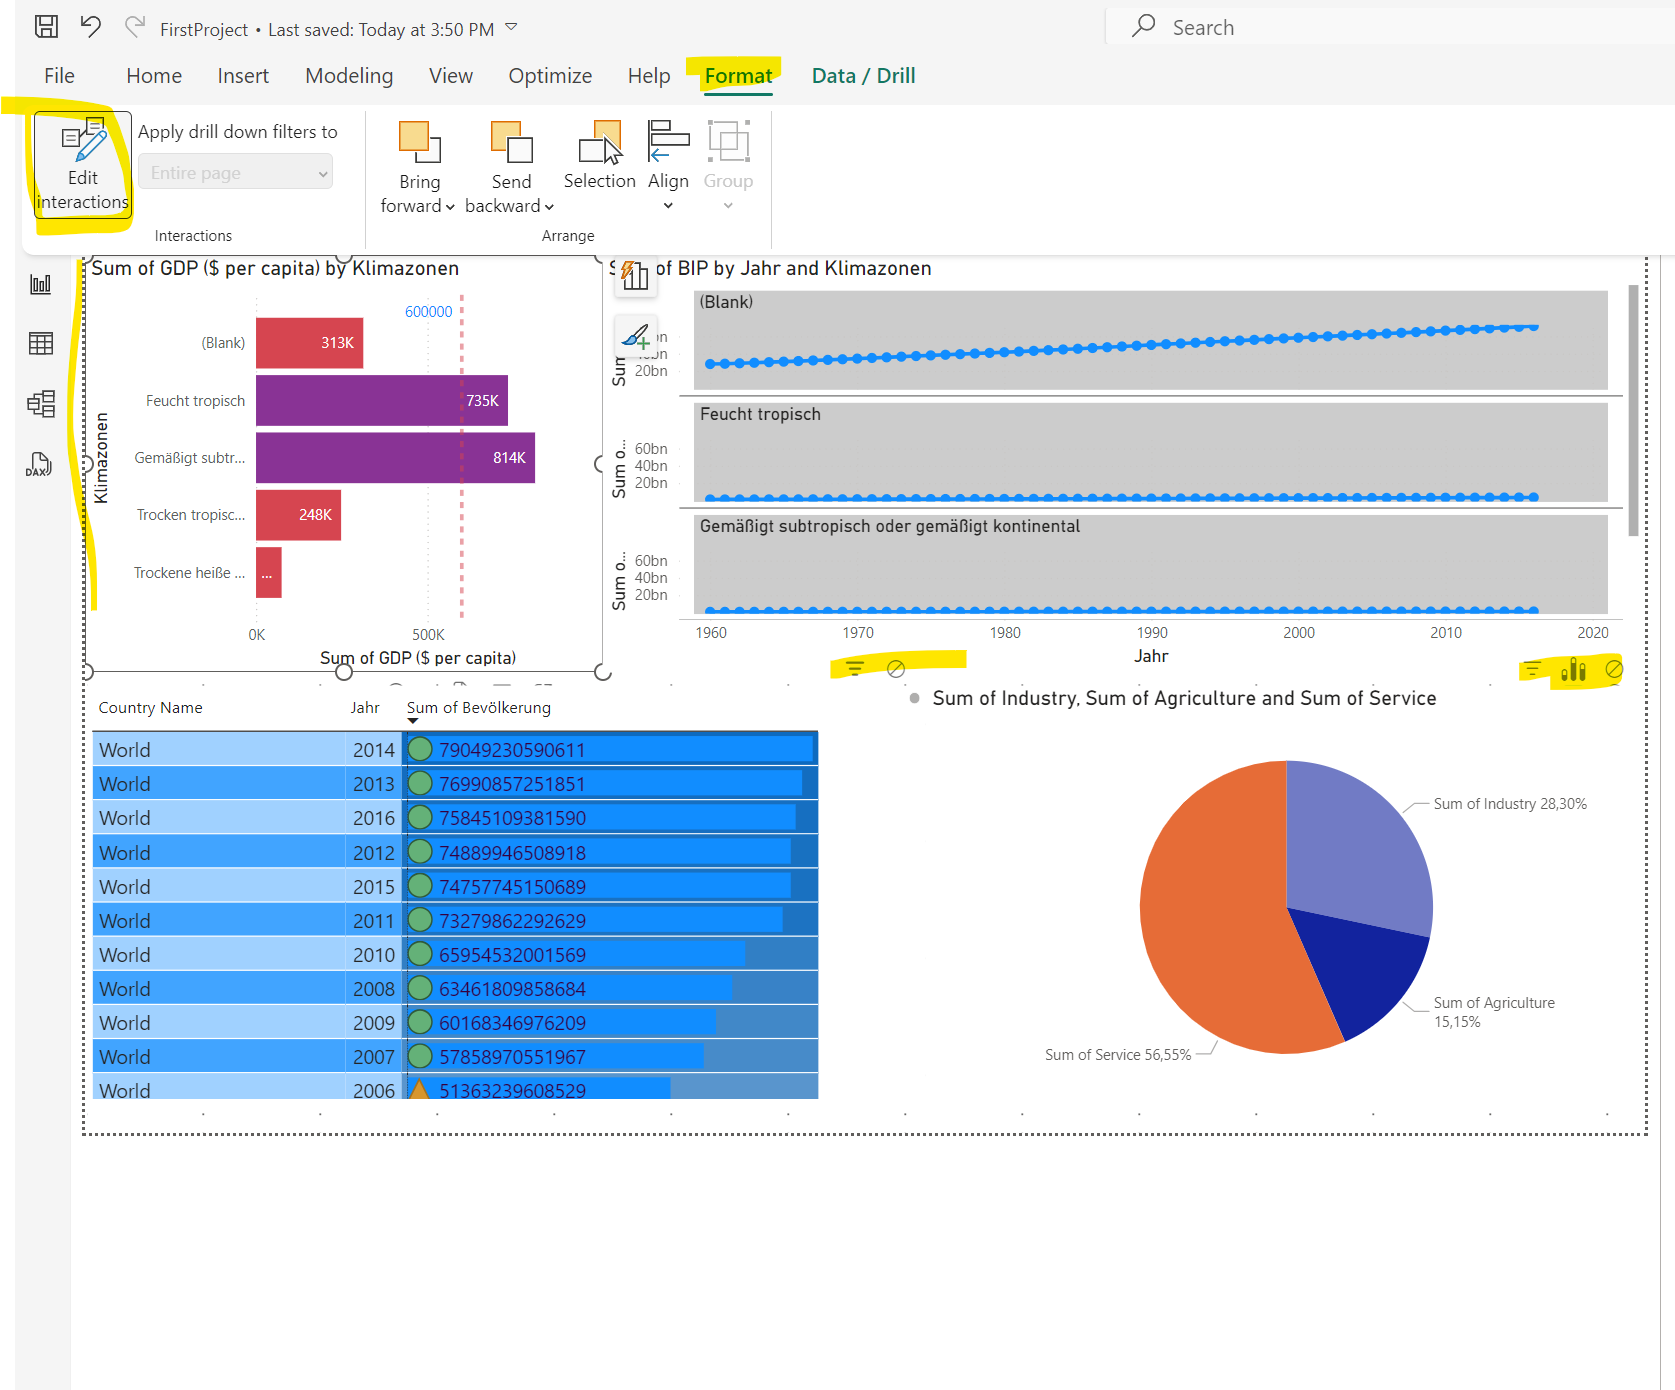 FirstProject • Last saved: Today at 3:50 PM
Search
File Home Insert Modeling View Optimize Help Format Data / Drill
Edit interactions
Apply drill down filters to
Entire page
Interactions
Bring forward
Send backward
Selection
Align
Group
Arrange
DAX
Sum of GDP ($ per capita) by Klimazonen
600000
(Blank) 313K
Feucht tropisch 735K
Gemäßigt subtr... 814K
Trocken tropisc... 248K
Trockene heiße ... ...
Klimazonen
0K 500K
Sum of GDP ($ per capita)
of BIP by Jahr and Klimazonen
(Blank)
20bn
Feucht tropisch
Sum o...
60bn
40bn
20bn
Gemäßigt subtropisch oder gemäßigt kontinental
Sum o...
60bn
40bn
20bn
1960 1970 1980 1990 2000 2010 2020
Jahr
Country Name Jahr Sum of Bevölkerung
World 2014 79049230590611
World 2013 76990857251851
World 2016 75845109381590
World 2012 74889946508918
World 2015 74757745150689
World 2011 73279862292629
World 2010 65954532001569
World 2008 63461809858684
World 2009 60168346976209
World 2007 57858970551967
World 2006 51363239608529
Sum of Industry, Sum of Agriculture and Sum of Service
Sum of Industry 28,30%
Sum of Agriculture
15,15%
Sum of Service 56,55%